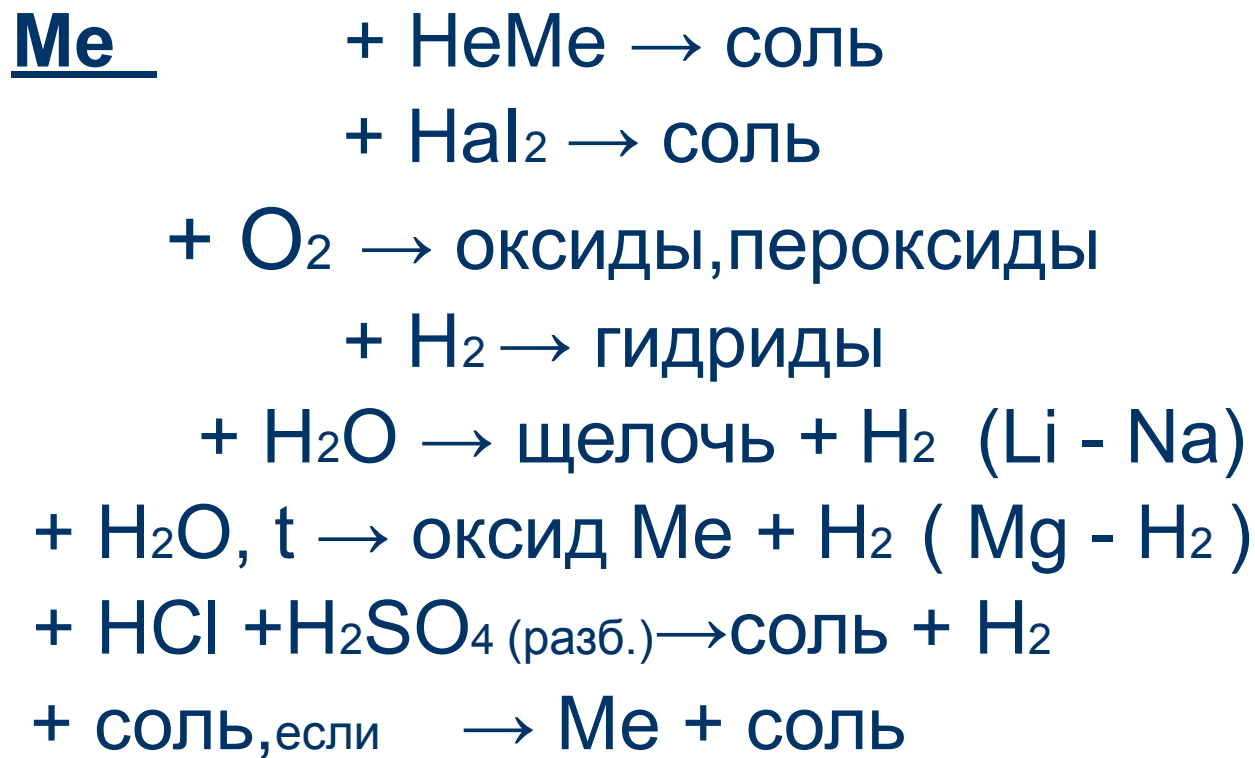 Ме + НеМе → соль
+ Hal₂ → соль
+ O₂ → оксиды,пероксиды
+ H₂ → гидриды
+ H₂O → щелочь + H₂ (Li - Na)
+ H₂O, t → оксид Ме + H₂ ( Mg - H₂ )
+ HCl +H₂SO₄ (разб.)→соль + H₂
+ соль,если → Ме + соль